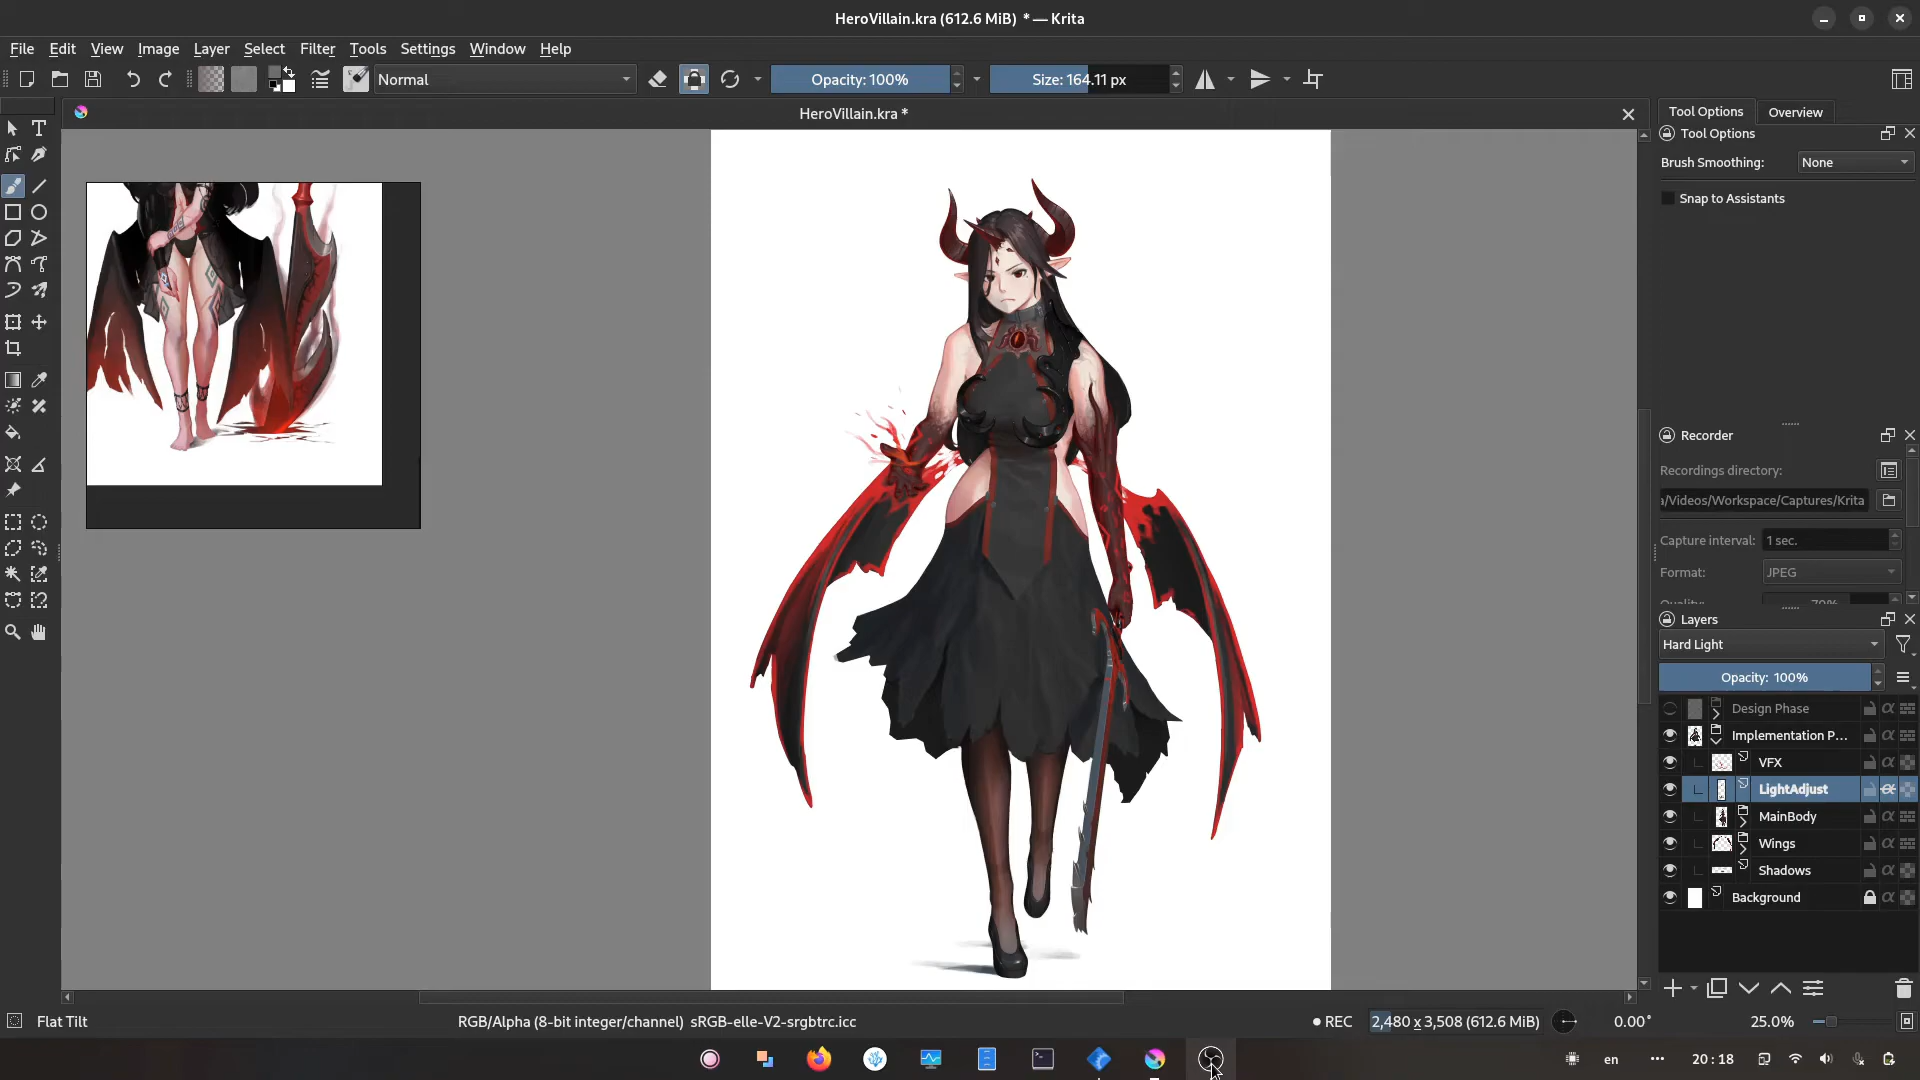 HeroVillain.kra (612.6 MiB) * — Krita
File Edit View Image Layer Select Filter Tools Settings Window Help
Normal
Opacity: 100%
Size: 164.11 px
HeroVillain.kra *
Tool Options Overview
Tool Options
Brush Smoothing: None
Snap to Assistants
Recorder
Recordings directory:
ı/Videos/Workspace/Captures/Krita
Capture interval: 1 sec.
Format: JPEG
Layers
Hard Light
Opacity: 100%
Design Phase
Implementation P...
VFX
LightAdjust
MainBody
Wings
Shadows
Background
Flat Tilt
RGB/Alpha (8-bit integer/channel) sRGB-elle-V2-srgbtrc.icc
REC
2,480 x 3,508 (612.6 MiB)
0.00°
25.0%
en
20 : 18